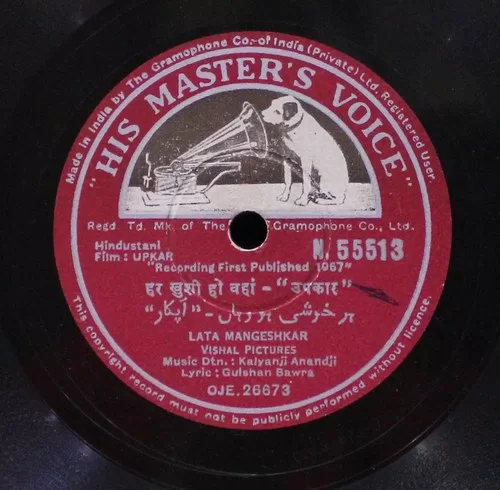 Made in India by The Gramophone Co. of India (Private) Ltd. Registered User.
"HIS MASTER'S VOICE"
Regd. Td. Mk. of The Gramophone Co., Ltd.
Hindustani
Film : UPKAR
N. 55513
"Recording First Published 1967"
हर खुशी हो वहां - "उपकार"
ہر خوشی ہو وہاں - "اپکار"
LATA MANGESHKAR
VISHAL PICTURES
Music Dtn. : Kalyanji Anandji
Lyric : Gulshan Bawra
OJE. 26673
This copyright record must not be publicly performed without licence.